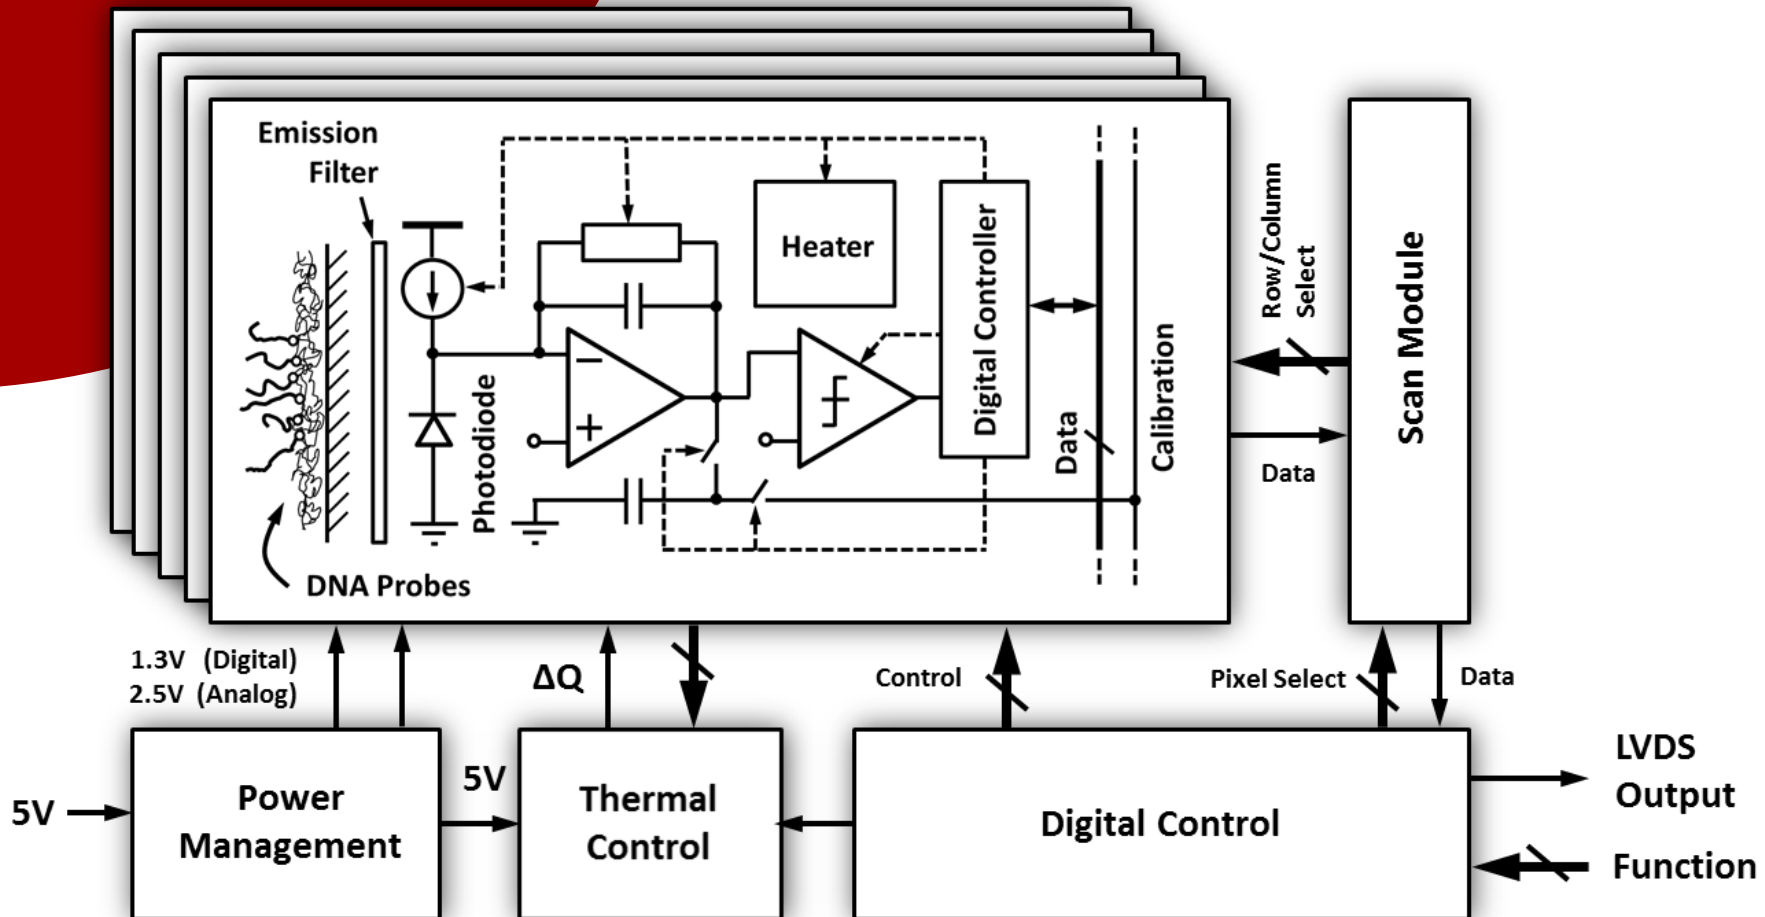 Emission
Filter
Heater
Digital Controller
Photodiode
Data
Calibration
DNA Probes
Row/Column
Select
Data
Scan Module
1.3V (Digital)
2.5V (Analog)
ΔQ
Control
Pixel Select
Data
5V
Power
Management
5V
Thermal
Control
Digital Control
LVDS
Output
Function